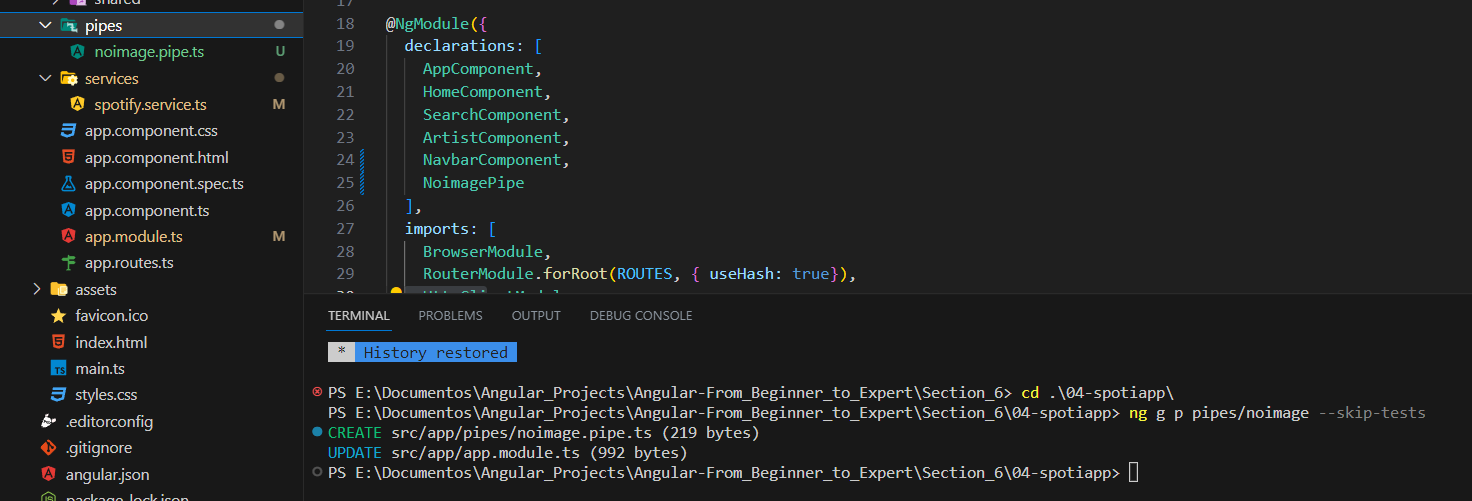 shared
pipes
noimage.pipe.ts U
services
spotify.service.ts M
app.component.css
app.component.html
app.component.spec.ts
app.component.ts
app.module.ts M
app.routes.ts
assets
favicon.ico
index.html
main.ts
styles.css
.editorconfig
.gitignore
angular.json
package-lock.json
17
18 @NgModule({
19 declarations: [
20 AppComponent,
21 HomeComponent,
22 SearchComponent,
23 ArtistComponent,
24 NavbarComponent,
25 NoimagePipe
26 ],
27 imports: [
28 BrowserModule,
29 RouterModule.forRoot(ROUTES, { useHash: true}),
TERMINAL PROBLEMS OUTPUT DEBUG CONSOLE
* History restored
PS E:\Documentos\Angular_Projects\Angular-From_Beginner_to_Expert\Section_6> cd .\04-spotiapp\
PS E:\Documentos\Angular_Projects\Angular-From_Beginner_to_Expert\Section_6\04-spotiapp> ng g p pipes/noimage --skip-tests
CREATE src/app/pipes/noimage.pipe.ts (219 bytes)
UPDATE src/app/app.module.ts (992 bytes)
PS E:\Documentos\Angular_Projects\Angular-From_Beginner_to_Expert\Section_6\04-spotiapp>